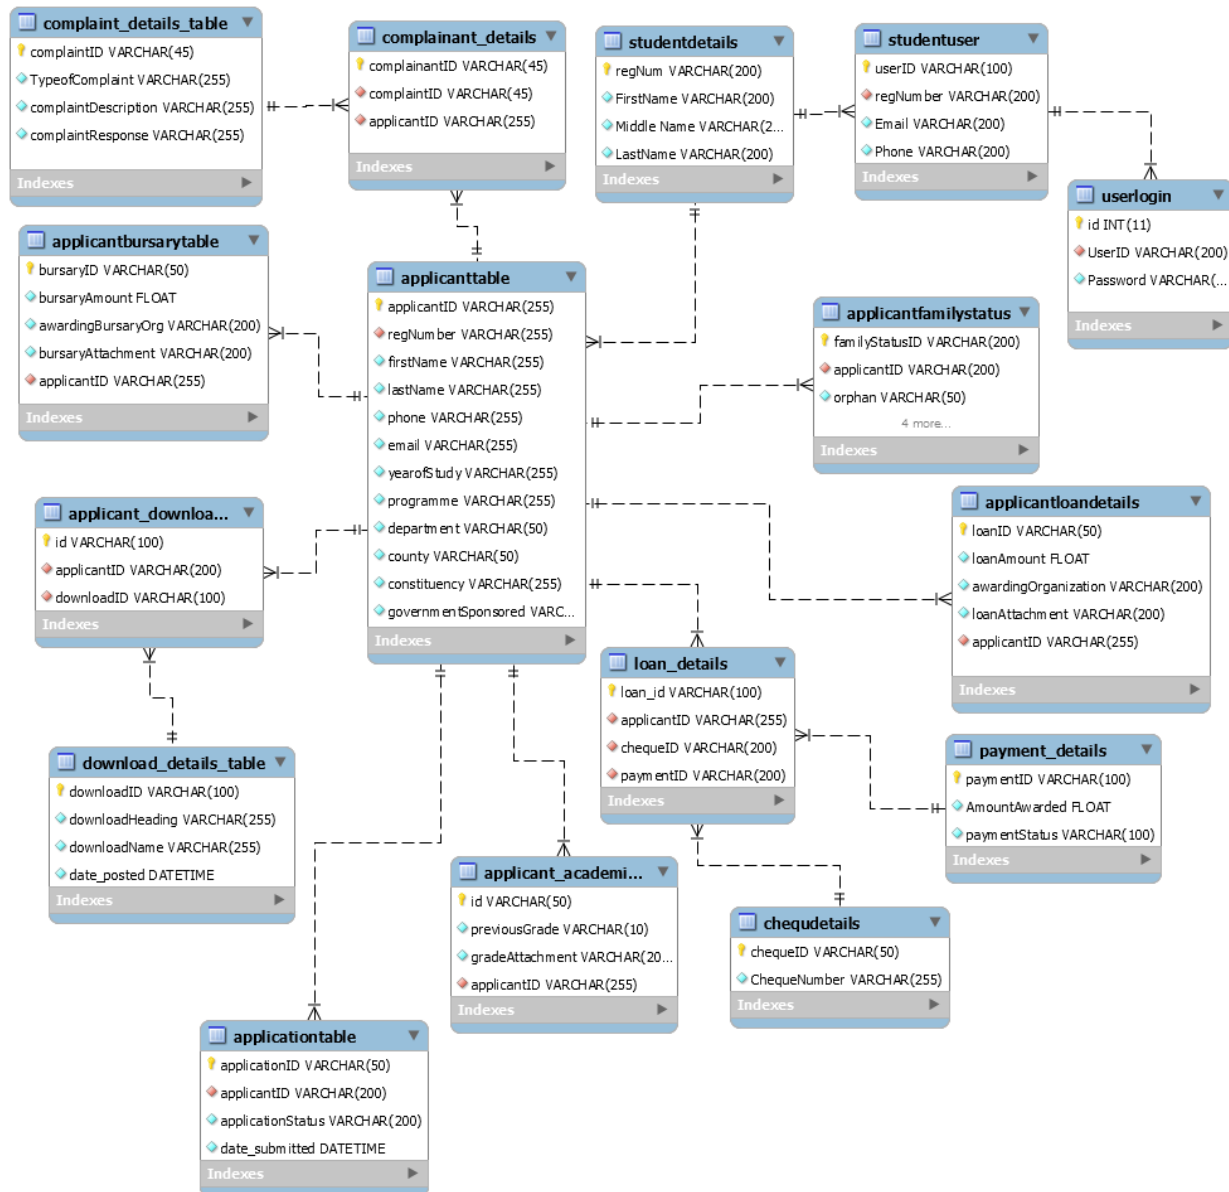 complaint_details_table
complaintID VARCHAR(45)
TypeofComplaint VARCHAR(255)
complaintDescription VARCHAR(255)
complaintResponse VARCHAR(255)
Indexes
complainant_details
complainantID VARCHAR(45)
complaintID VARCHAR(45)
applicantID VARCHAR(255)
Indexes
studentdetails
regNum VARCHAR(200)
FirstName VARCHAR(200)
Middle Name VARCHAR(2...
LastName VARCHAR(200)
Indexes
studentuser
userID VARCHAR(100)
regNumber VARCHAR(200)
Email VARCHAR(200)
Phone VARCHAR(200)
Indexes
userlogin
id INT(11)
UserID VARCHAR(200)
Password VARCHAR(...
Indexes
applicantbursarytable
bursaryID VARCHAR(50)
bursaryAmount FLOAT
awardingBursaryOrg VARCHAR(200)
bursaryAttachment VARCHAR(200)
applicantID VARCHAR(255)
Indexes
applicanttable
applicantID VARCHAR(255)
regNumber VARCHAR(255)
firstName VARCHAR(255)
lastName VARCHAR(255)
phone VARCHAR(255)
email VARCHAR(255)
yearofStudy VARCHAR(255)
programme VARCHAR(255)
department VARCHAR(50)
county VARCHAR(50)
constituency VARCHAR(255)
governmentSponsored VARC...
Indexes
applicantfamilystatus
familyStatusID VARCHAR(200)
applicantID VARCHAR(200)
orphan VARCHAR(50)
4 more...
Indexes
applicant_downloa...
id VARCHAR(100)
applicantID VARCHAR(200)
downloadID VARCHAR(100)
Indexes
applicantloandetails
loanID VARCHAR(50)
loanAmount FLOAT
awardingOrganization VARCHAR(200)
loanAttachment VARCHAR(200)
applicantID VARCHAR(255)
Indexes
loan_details
loan_id VARCHAR(100)
applicantID VARCHAR(255)
chequeID VARCHAR(200)
paymentID VARCHAR(200)
Indexes
download_details_table
downloadID VARCHAR(100)
downloadHeading VARCHAR(255)
downloadName VARCHAR(255)
date_posted DATETIME
Indexes
payment_details
paymentID VARCHAR(100)
AmountAwarded FLOAT
paymentStatus VARCHAR(100)
Indexes
applicant_academi...
id VARCHAR(50)
previousGrade VARCHAR(10)
gradeAttachment VARCHAR(20...
applicantID VARCHAR(255)
Indexes
chequdetails
chequeID VARCHAR(50)
ChequeNumber VARCHAR(255)
Indexes
applicationtable
applicationID VARCHAR(50)
applicantID VARCHAR(200)
applicationStatus VARCHAR(200)
date_submitted DATETIME
Indexes